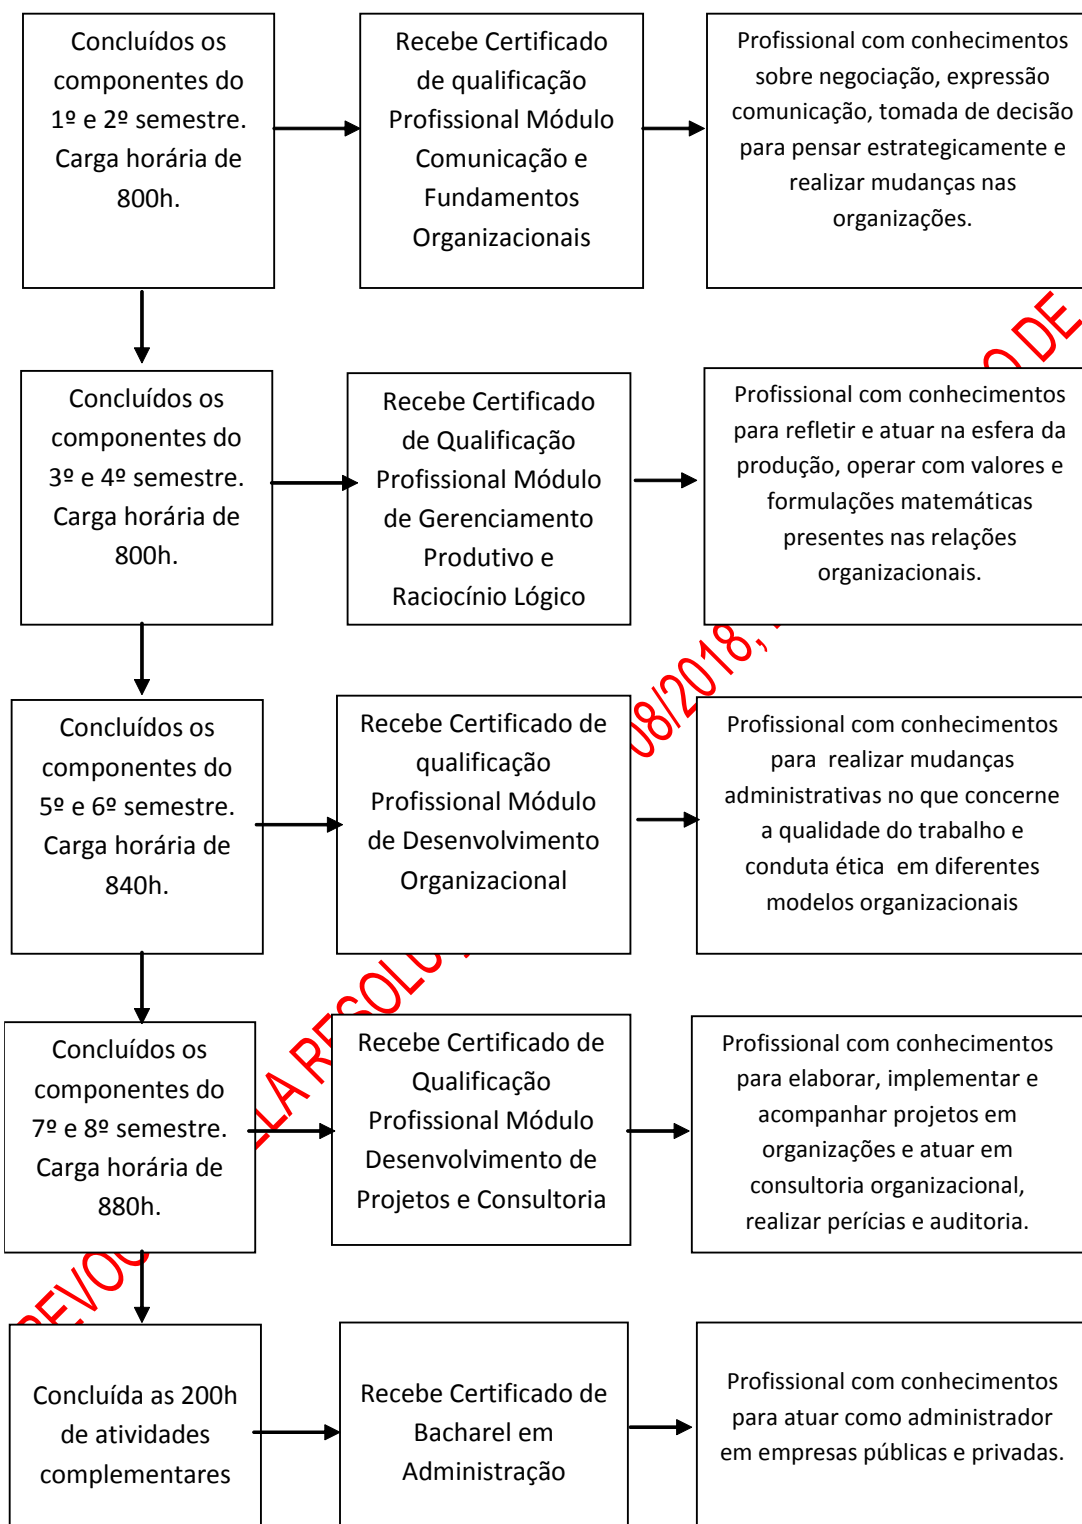 Concluídos os
componentes do
1º e 2º semestre.
Carga horária de
800h.
Recebe Certificado
de qualificação
Profissional Módulo
Comunicação e
Fundamentos
Organizacionais
Profissional com conhecimentos
sobre negociação, expressão
comunicação, tomada de decisão
para pensar estrategicamente e
realizar mudanças nas
organizações.
Concluídos os
componentes do
3º e 4º semestre.
Carga horária de
800h.
Recebe Certificado
de Qualificação
Profissional Módulo
de Gerenciamento
Produtivo e
Raciocínio Lógico
Profissional com conhecimentos
para refletir e atuar na esfera da
produção, operar com valores e
formulações matemáticas
presentes nas relações
organizacionais.
Concluídos os
componentes do
5º e 6º semestre.
Carga horária de
840h.
Recebe Certificado de
qualificação
Profissional Módulo
de Desenvolvimento
Organizacional
Profissional com conhecimentos
para realizar mudanças
administrativas no que concerne
a qualidade do trabalho e
conduta ética em diferentes
modelos organizacionais
Concluídos os
componentes do
7º e 8º semestre.
Carga horária de
880h.
Recebe Certificado de
Qualificação
Profissional Módulo
Desenvolvimento de
Projetos e Consultoria
Profissional com conhecimentos
para elaborar, implementar e
acompanhar projetos em
organizações e atuar em
consultoria organizacional,
realizar perícias e auditoria.
Concluída as 200h
de atividades
complementares
Recebe Certificado de
Bacharel em
Administração
Profissional com conhecimentos
para atuar como administrador
em empresas públicas e privadas.
REVOG LA RESOLU 08/2018, O DE